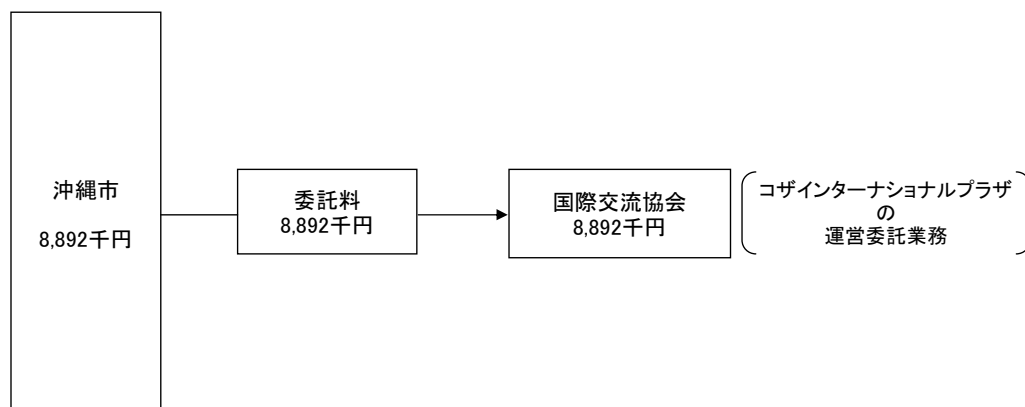 沖縄市
8,892千円
委託料
8,892千円
国際交流協会
8,892千円
コザインターナショナルプラザ
の
運営委託業務